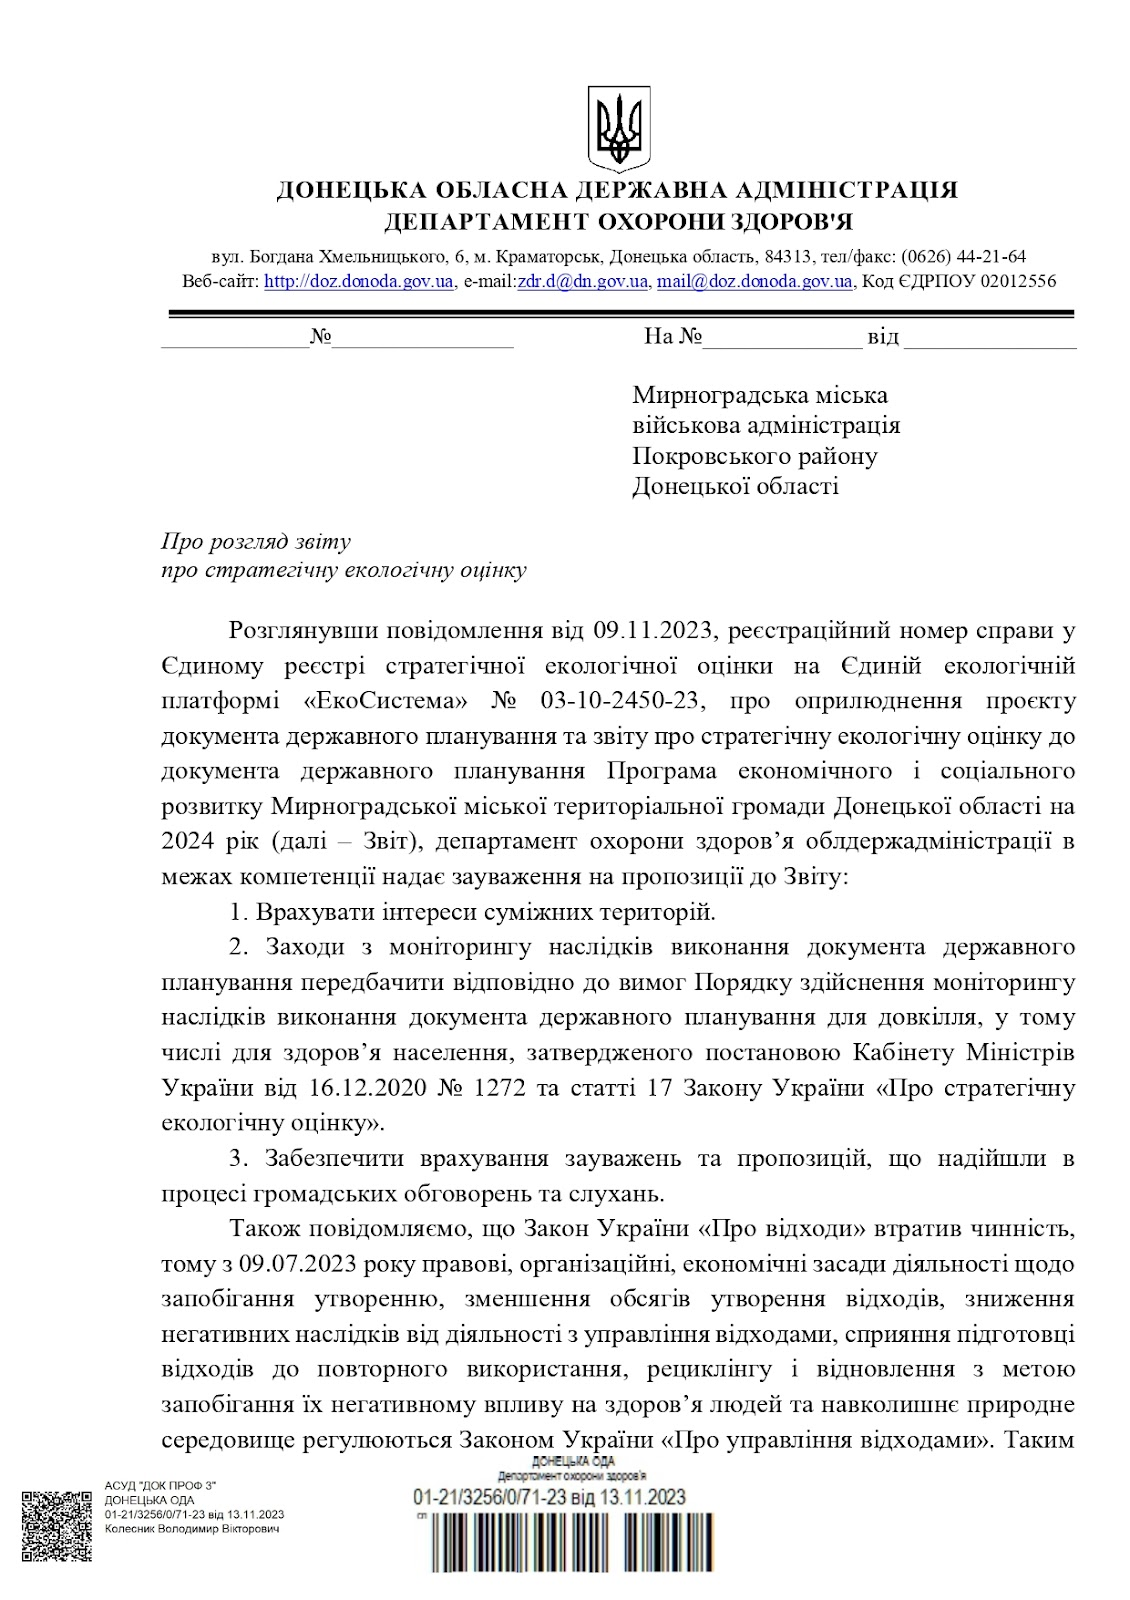 ДОНЕЦЬКА ОБЛАСНА ДЕРЖАВНА АДМІНІСТРАЦІЯ
ДЕПАРТАМЕНТ ОХОРОНИ ЗДОРОВ'Я
вул. Богдана Хмельницького, 6, м. Краматорськ, Донецька область, 84313, тел/факс: (0626) 44-21-64
Веб-сайт: http://doz.donoda.gov.ua, e-mail:zdr.d@dn.gov.ua, mail@doz.donoda.gov.ua, Код ЄДРПОУ 02012556
____________№_______________ На №_____________ від ______________
Мирноградська міська
військова адміністрація
Покровського району
Донецької області
Про розгляд звіту
про стратегічну екологічну оцінку
Розглянувши повідомлення від 09.11.2023, реєстраційний номер справи у
Єдиному реєстрі стратегічної екологічної оцінки на Єдиній екологічній
платформі «ЕкоСистема» № 03-10-2450-23, про оприлюднення проєкту
документа державного планування та звіту про стратегічну екологічну оцінку до
документа державного планування Програма економічного і соціального
розвитку Мирноградської міської територіальної громади Донецької області на
2024 рік (далі – Звіт), департамент охорони здоров’я облдержадміністрації в
межах компетенції надає зауваження на пропозиції до Звіту:
1. Врахувати інтереси суміжних територій.
2. Заходи з моніторингу наслідків виконання документа державного
планування передбачити відповідно до вимог Порядку здійснення моніторингу
наслідків виконання документа державного планування для довкілля, у тому
числі для здоров’я населення, затвердженого постановою Кабінету Міністрів
України від 16.12.2020 № 1272 та статті 17 Закону України «Про стратегічну
екологічну оцінку».
3. Забезпечити врахування зауважень та пропозицій, що надійшли в
процесі громадських обговорень та слухань.
Також повідомляємо, що Закон України «Про відходи» втратив чинність,
тому з 09.07.2023 року правові, організаційні, економічні засади діяльності щодо
запобігання утворенню, зменшення обсягів утворення відходів, зниження
негативних наслідків від діяльності з управління відходами, сприяння підготовці
відходів до повторного використання, рециклінгу і відновлення з метою
запобігання їх негативному впливу на здоров’я людей та навколишнє природне
середовище регулюються Законом України «Про управління відходами». Таким
ДОНЕЦЬКА ОДА
Департамент охорони здоров'я
01-21/3256/0/71-23 від 13.11.2023
сп
АСУД "ДОК ПРОФ 3"
ДОНЕЦЬКА ОДА
01-21/3256/0/71-23 від 13.11.2023
Колесник Володимир Вікторович